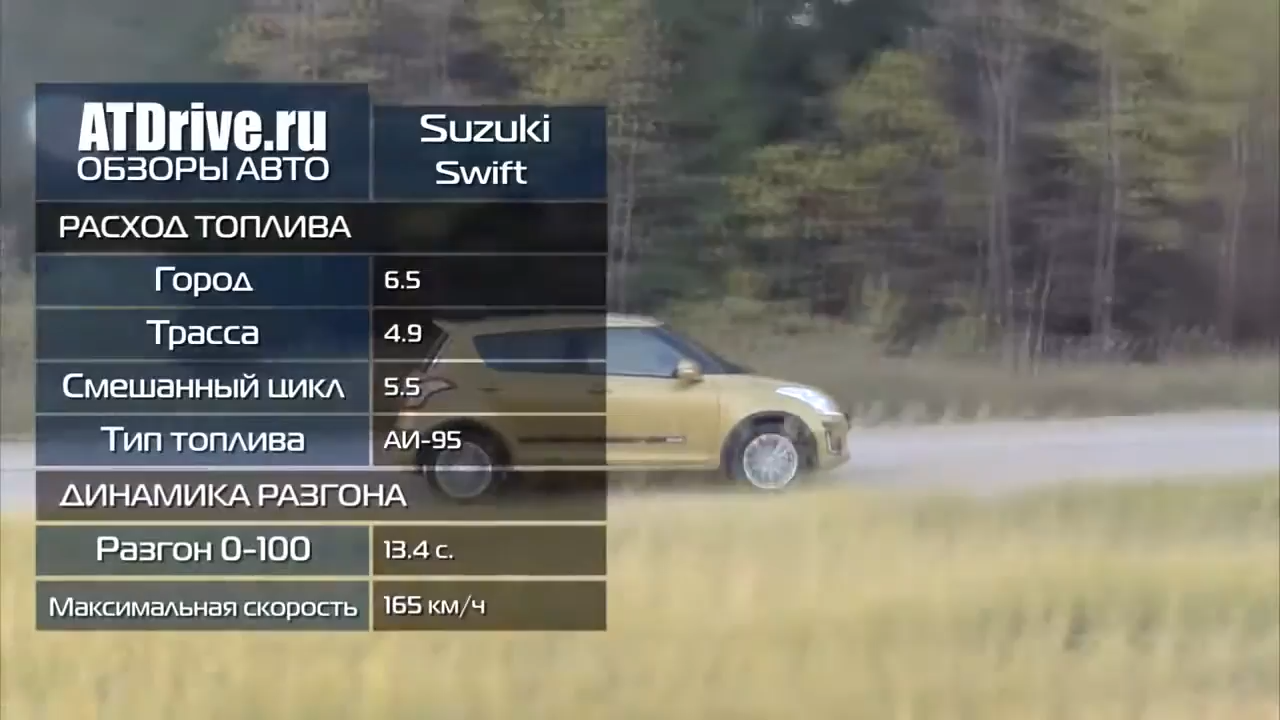 ATDrive.ru
ОБЗОРЫ АВТО
Suzuki
Swift
РАСХОД ТОПЛИВА
Город 6.5
Трасса 4.9
Смешанный цикл 5.5
Тип топлива АИ-95
ДИНАМИКА РАЗГОНА
Разгон 0-100 13.4 с.
Максимальная скорость 165 км/ч